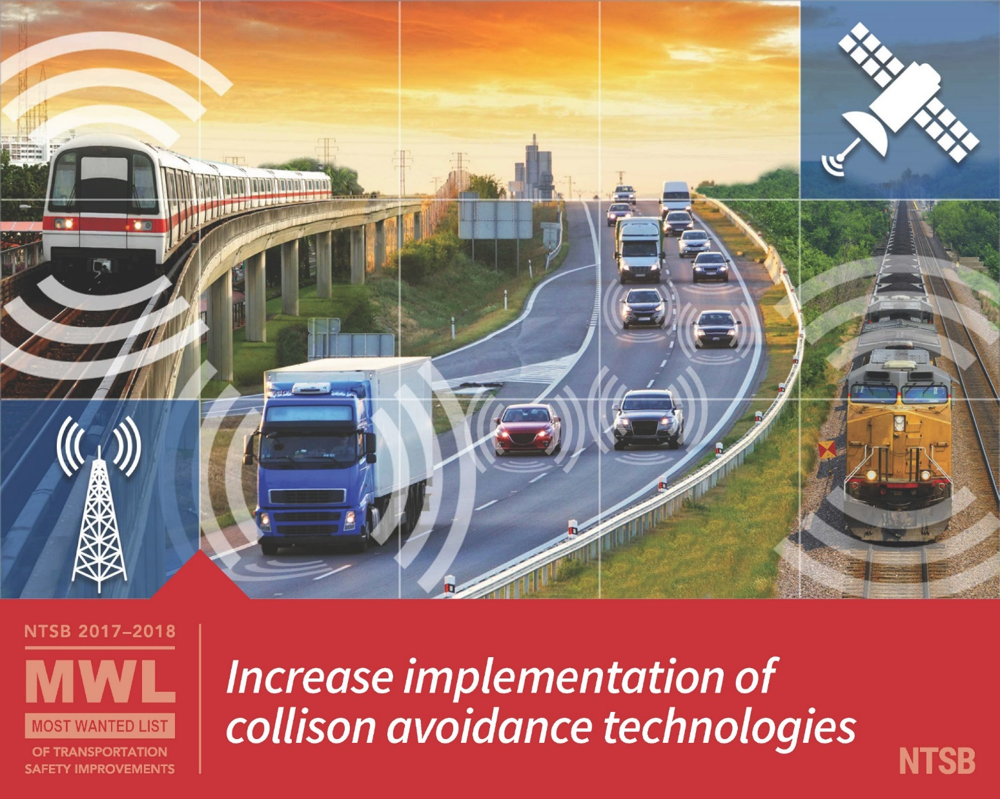 NTSB 2017–2018
MWL
MOST WANTED LIST
OF TRANSPORTATION
SAFETY IMPROVEMENTS
Increase implementation of
collison avoidance technologies
NTSB